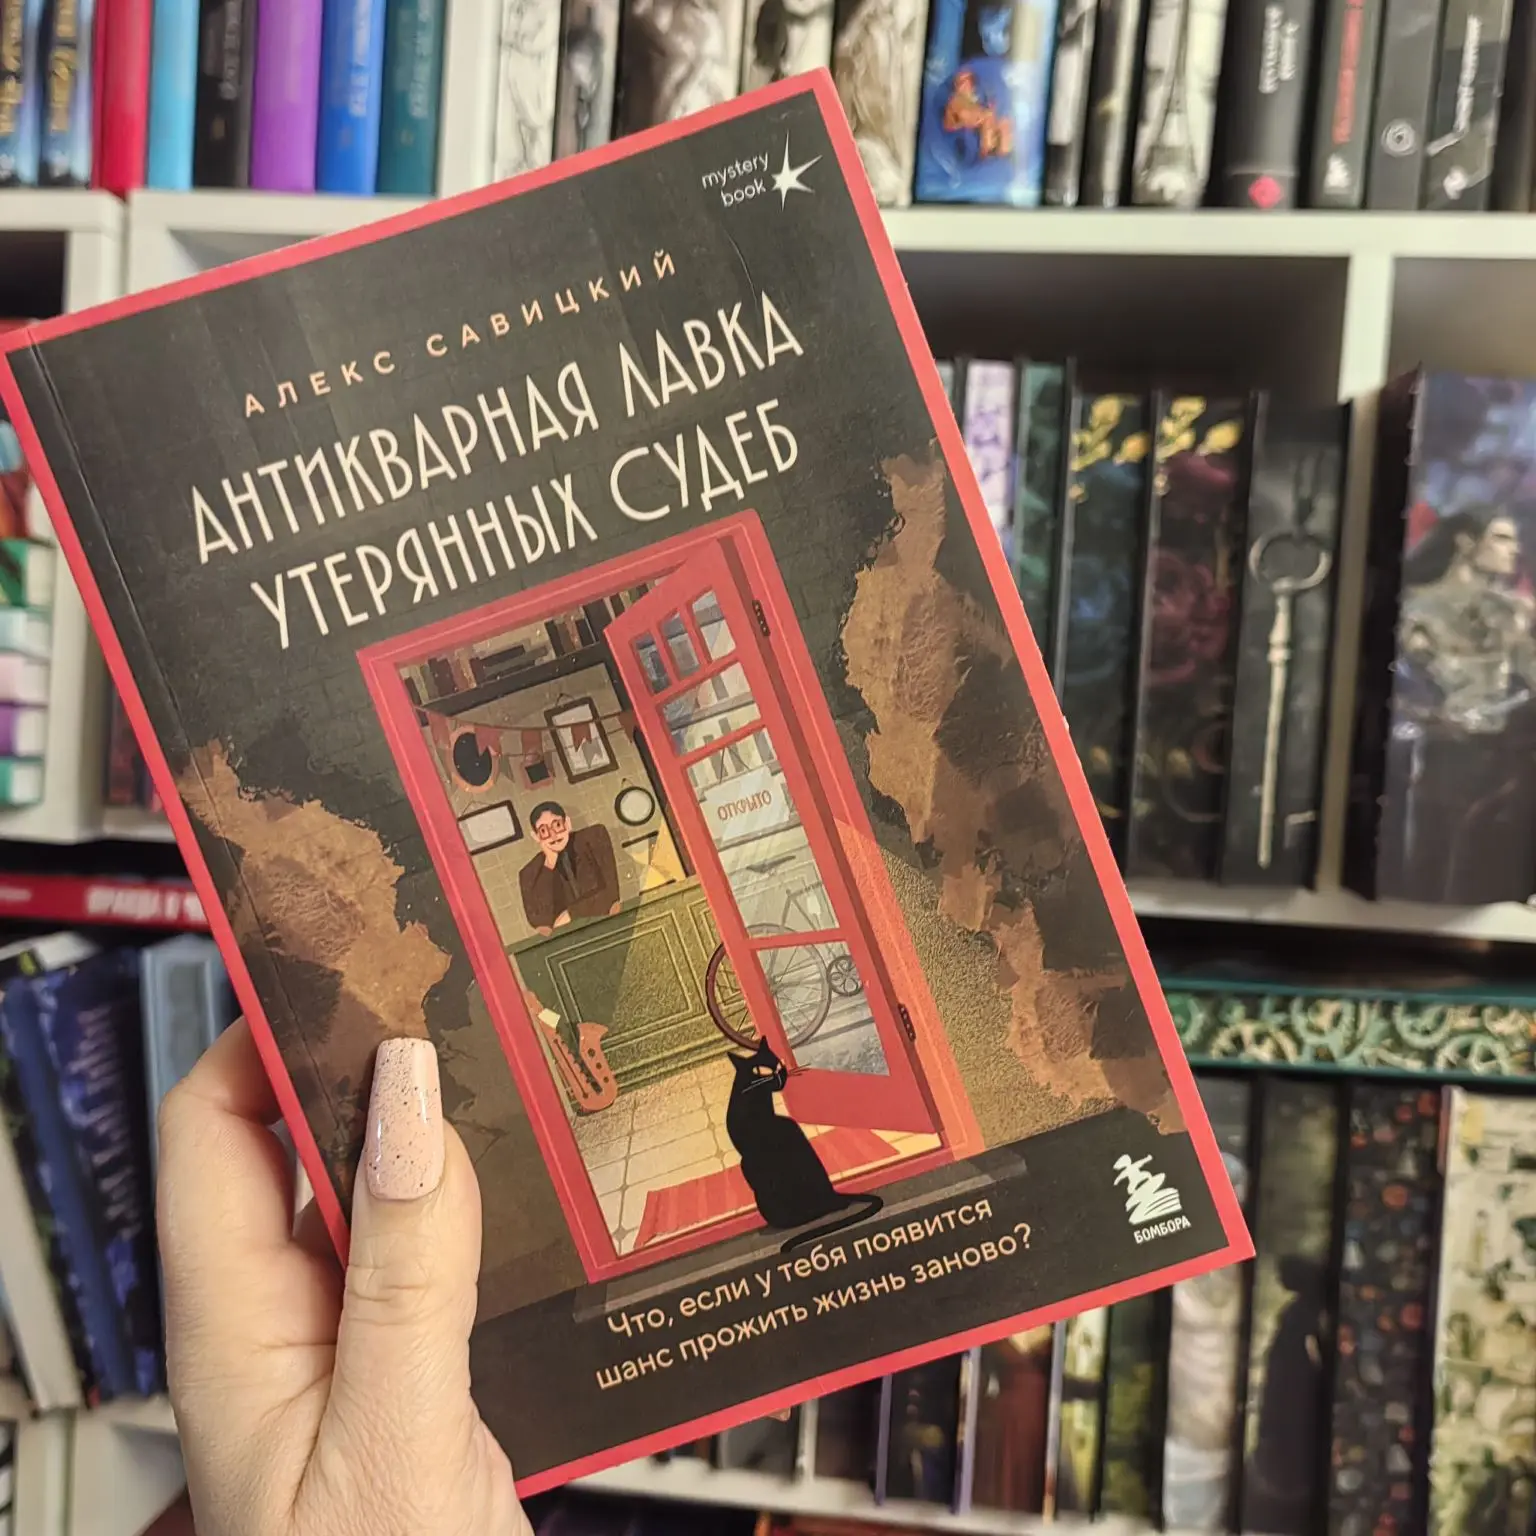 mystery
book
АЛЕКС САВИЦКИЙ
АНТИКВАРНАЯ ЛАВКА
УТЕРЯННЫХ СУДЕБ
ОТКРЫТО
Что, если у тебя появится
шанс прожить жизнь заново?
БОМБОРА